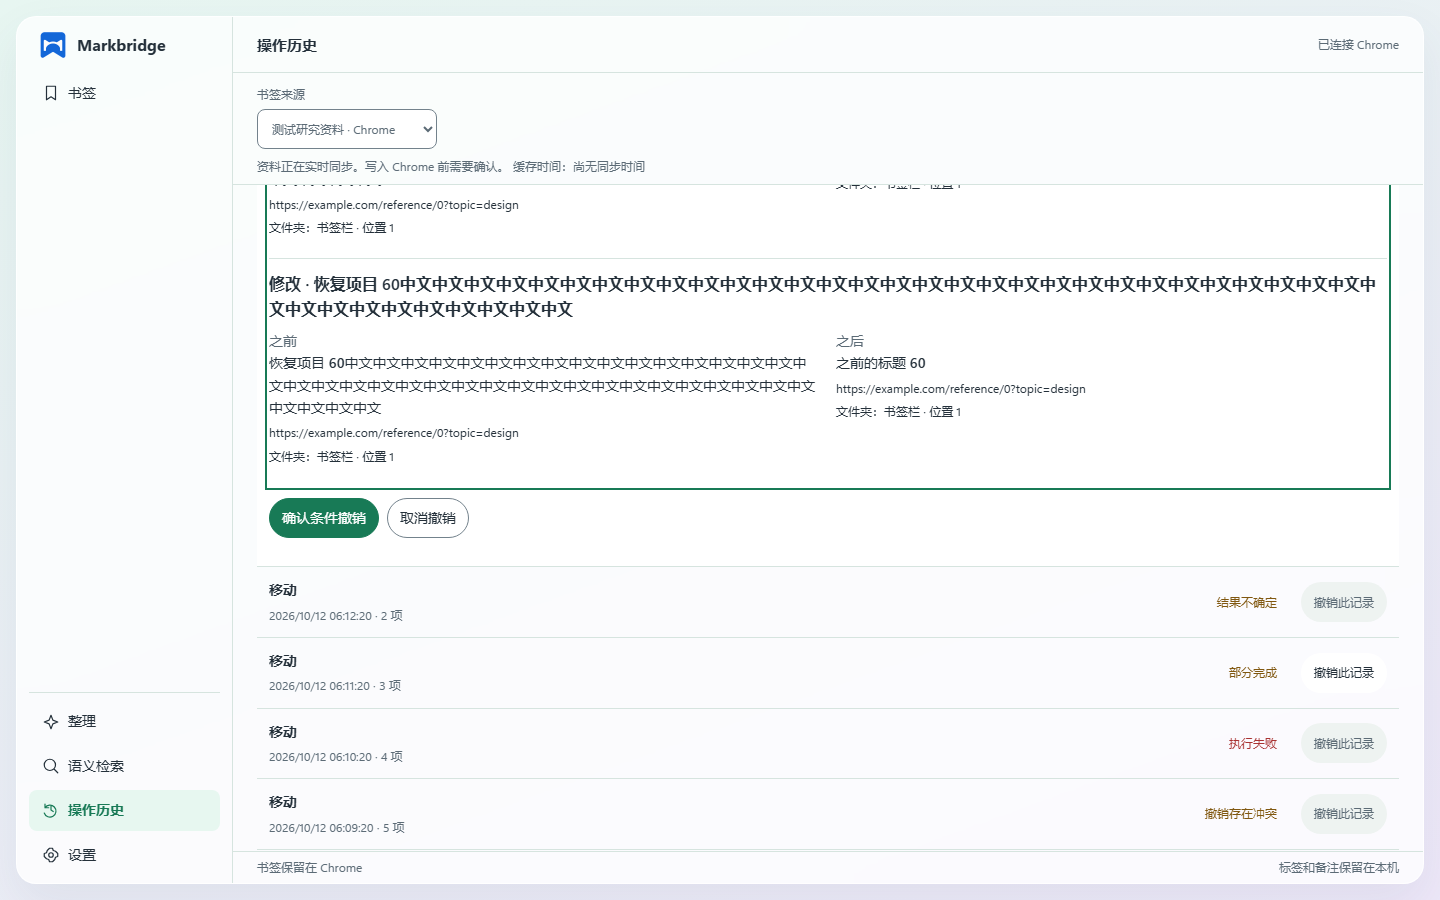 Markbridge
书签
整理
语义检索
操作历史
设置
操作历史
已连接 Chrome
书签来源
测试研究资料 · Chrome
资料正在实时同步。写入 Chrome 前需要确认。 缓存时间：尚无同步时间
https://example.com/reference/0?topic=design
文件夹：书签栏 · 位置 1
修改 · 恢复项目 60中文中文中文中文中文中文中文中文中文中文中文中文中文中文中文中文中文中文中文中文中文中文中文中文中文中文中文中文中文中文中
文中文中文中文中文中文中文中文中文中文
之前
恢复项目 60中文中文中文中文中文中文中文中文中文中文中文中文中文中文中文中文中
文中文中文中文中文中文中文中文中文中文中文中文中文中文中文中文中文中文中文中文
中文中文中文中文
https://example.com/reference/0?topic=design
文件夹：书签栏 · 位置 1
之后
之前的标题 60
https://example.com/reference/0?topic=design
文件夹：书签栏 · 位置 1
确认条件撤销
取消撤销
移动
2026/10/12 06:12:20 · 2 项
结果不确定
撤销此记录
移动
2026/10/12 06:11:20 · 3 项
部分完成
撤销此记录
移动
2026/10/12 06:10:20 · 4 项
执行失败
撤销此记录
移动
2026/10/12 06:09:20 · 5 项
撤销存在冲突
撤销此记录
书签保留在 Chrome
标签和备注保留在本机